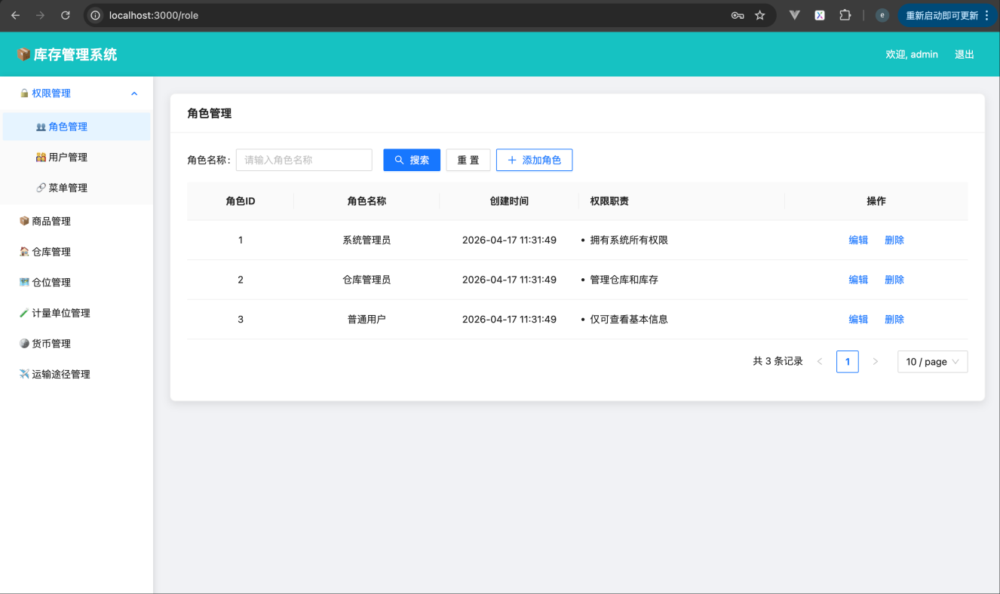 localhost:3000/role
e
重新启动即可更新
库存管理系统
欢迎, admin 退出
权限管理
角色管理
用户管理
菜单管理
商品管理
仓库管理
仓位管理
计量单位管理
货币管理
运输途径管理
角色管理
角色名称: 请输入角色名称 搜索 重 置 + 添加角色
角色ID 角色名称 创建时间 权限职责 操作
1 系统管理员 2026-04-17 11:31:49 • 拥有系统所有权限 编辑 删除
2 仓库管理员 2026-04-17 11:31:49 • 管理仓库和库存 编辑 删除
3 普通用户 2026-04-17 11:31:49 • 仅可查看基本信息 编辑 删除
共 3 条记录 < 1 > 10 / page